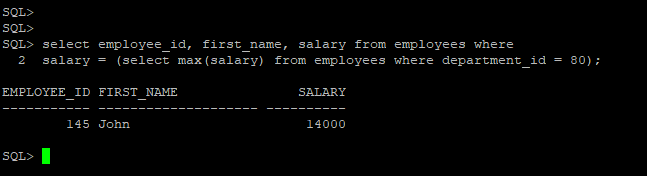 SQL>
SQL>
SQL> select employee_id, first_name, salary from employees where
  2  salary = (select max(salary) from employees where department_id = 80);
EMPLOYEE_ID FIRST_NAME               SALARY
----------- -------------------- ----------
        145 John                      14000
SQL>